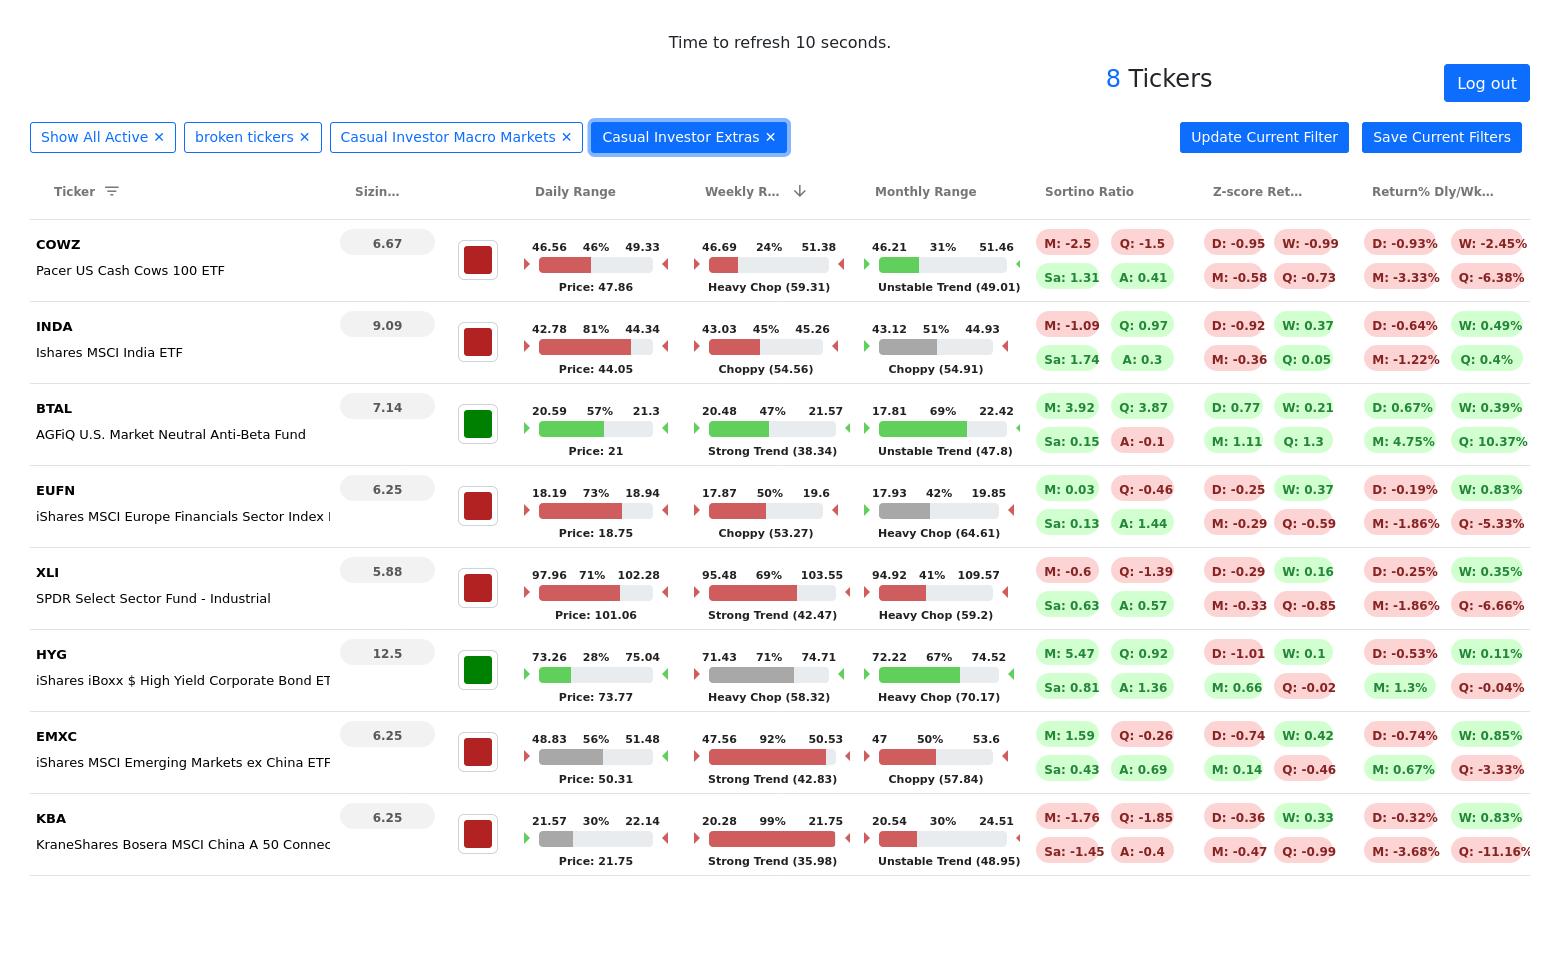 Time to refresh 10 seconds.
8 Tickers
Log out
Show All Active ✕ broken tickers ✕ Casual Investor Macro Markets ✕ Casual Investor Extras ✕ Update Current Filter Save Current Filters
Ticker Sizin... Daily Range Weekly R... Monthly Range Sortino Ratio Z-score Ret... Return% Dly/Wk...
COWZ 6.67 46.56 46% 49.33 46.69 24% 51.38 46.21 31% 51.46 M: -2.5 Q: -1.5 D: -0.95 W: -0.99 D: -0.93% W: -2.45%
Pacer US Cash Cows 100 ETF Price: 47.86 Heavy Chop (59.31) Unstable Trend (49.01) Sa: 1.31 A: 0.41 M: -0.58 Q: -0.73 M: -3.33% Q: -6.38%
INDA 9.09 42.78 81% 44.34 43.03 45% 45.26 43.12 51% 44.93 M: -1.09 Q: 0.97 D: -0.92 W: 0.37 D: -0.64% W: 0.49%
Ishares MSCI India ETF Price: 44.05 Choppy (54.56) Choppy (54.91) Sa: 1.74 A: 0.3 M: -0.36 Q: 0.05 M: -1.22% Q: 0.4%
BTAL 7.14 20.59 57% 21.3 20.48 47% 21.57 17.81 69% 22.42 M: 3.92 Q: 3.87 D: 0.77 W: 0.21 D: 0.67% W: 0.39%
AGFiQ U.S. Market Neutral Anti-Beta Fund Price: 21 Strong Trend (38.34) Unstable Trend (47.8) Sa: 0.15 A: -0.1 M: 1.11 Q: 1.3 M: 4.75% Q: 10.37%
EUFN 6.25 18.19 73% 18.94 17.87 50% 19.6 17.93 42% 19.85 M: 0.03 Q: -0.46 D: -0.25 W: 0.37 D: -0.19% W: 0.83%
iShares MSCI Europe Financials Sector Index Price: 18.75 Choppy (53.27) Heavy Chop (64.61) Sa: 0.13 A: 1.44 M: -0.29 Q: -0.59 M: -1.86% Q: -5.33%
XLI 5.88 97.96 71% 102.28 95.48 69% 103.55 94.92 41% 109.57 M: -0.6 Q: -1.39 D: -0.29 W: 0.16 D: -0.25% W: 0.35%
SPDR Select Sector Fund - Industrial Price: 101.06 Strong Trend (42.47) Heavy Chop (59.2) Sa: 0.63 A: 0.57 M: -0.33 Q: -0.85 M: -1.86% Q: -6.66%
HYG 12.5 73.26 28% 75.04 71.43 71% 74.71 72.22 67% 74.52 M: 5.47 Q: 0.92 D: -1.01 W: 0.1 D: -0.53% W: 0.11%
iShares iBoxx $ High Yield Corporate Bond ET Price: 73.77 Heavy Chop (58.32) Heavy Chop (70.17) Sa: 0.81 A: 1.36 M: 0.66 Q: -0.02 M: 1.3% Q: -0.04%
EMXC 6.25 48.83 56% 51.48 47.56 92% 50.53 47 50% 53.6 M: 1.59 Q: -0.26 D: -0.74 W: 0.42 D: -0.74% W: 0.85%
iShares MSCI Emerging Markets ex China ETF Price: 50.31 Strong Trend (42.83) Choppy (57.84) Sa: 0.43 A: 0.69 M: 0.14 Q: -0.46 M: 0.67% Q: -3.33%
KBA 6.25 21.57 30% 22.14 20.28 99% 21.75 20.54 30% 24.51 M: -1.76 Q: -1.85 D: -0.36 W: 0.33 D: -0.32% W: 0.83%
KraneShares Bosera MSCI China A 50 Connec Price: 21.75 Strong Trend (35.98) Unstable Trend (48.95) Sa: -1.45 A: -0.4 M: -0.47 Q: -0.99 M: -3.68% Q: -11.16%